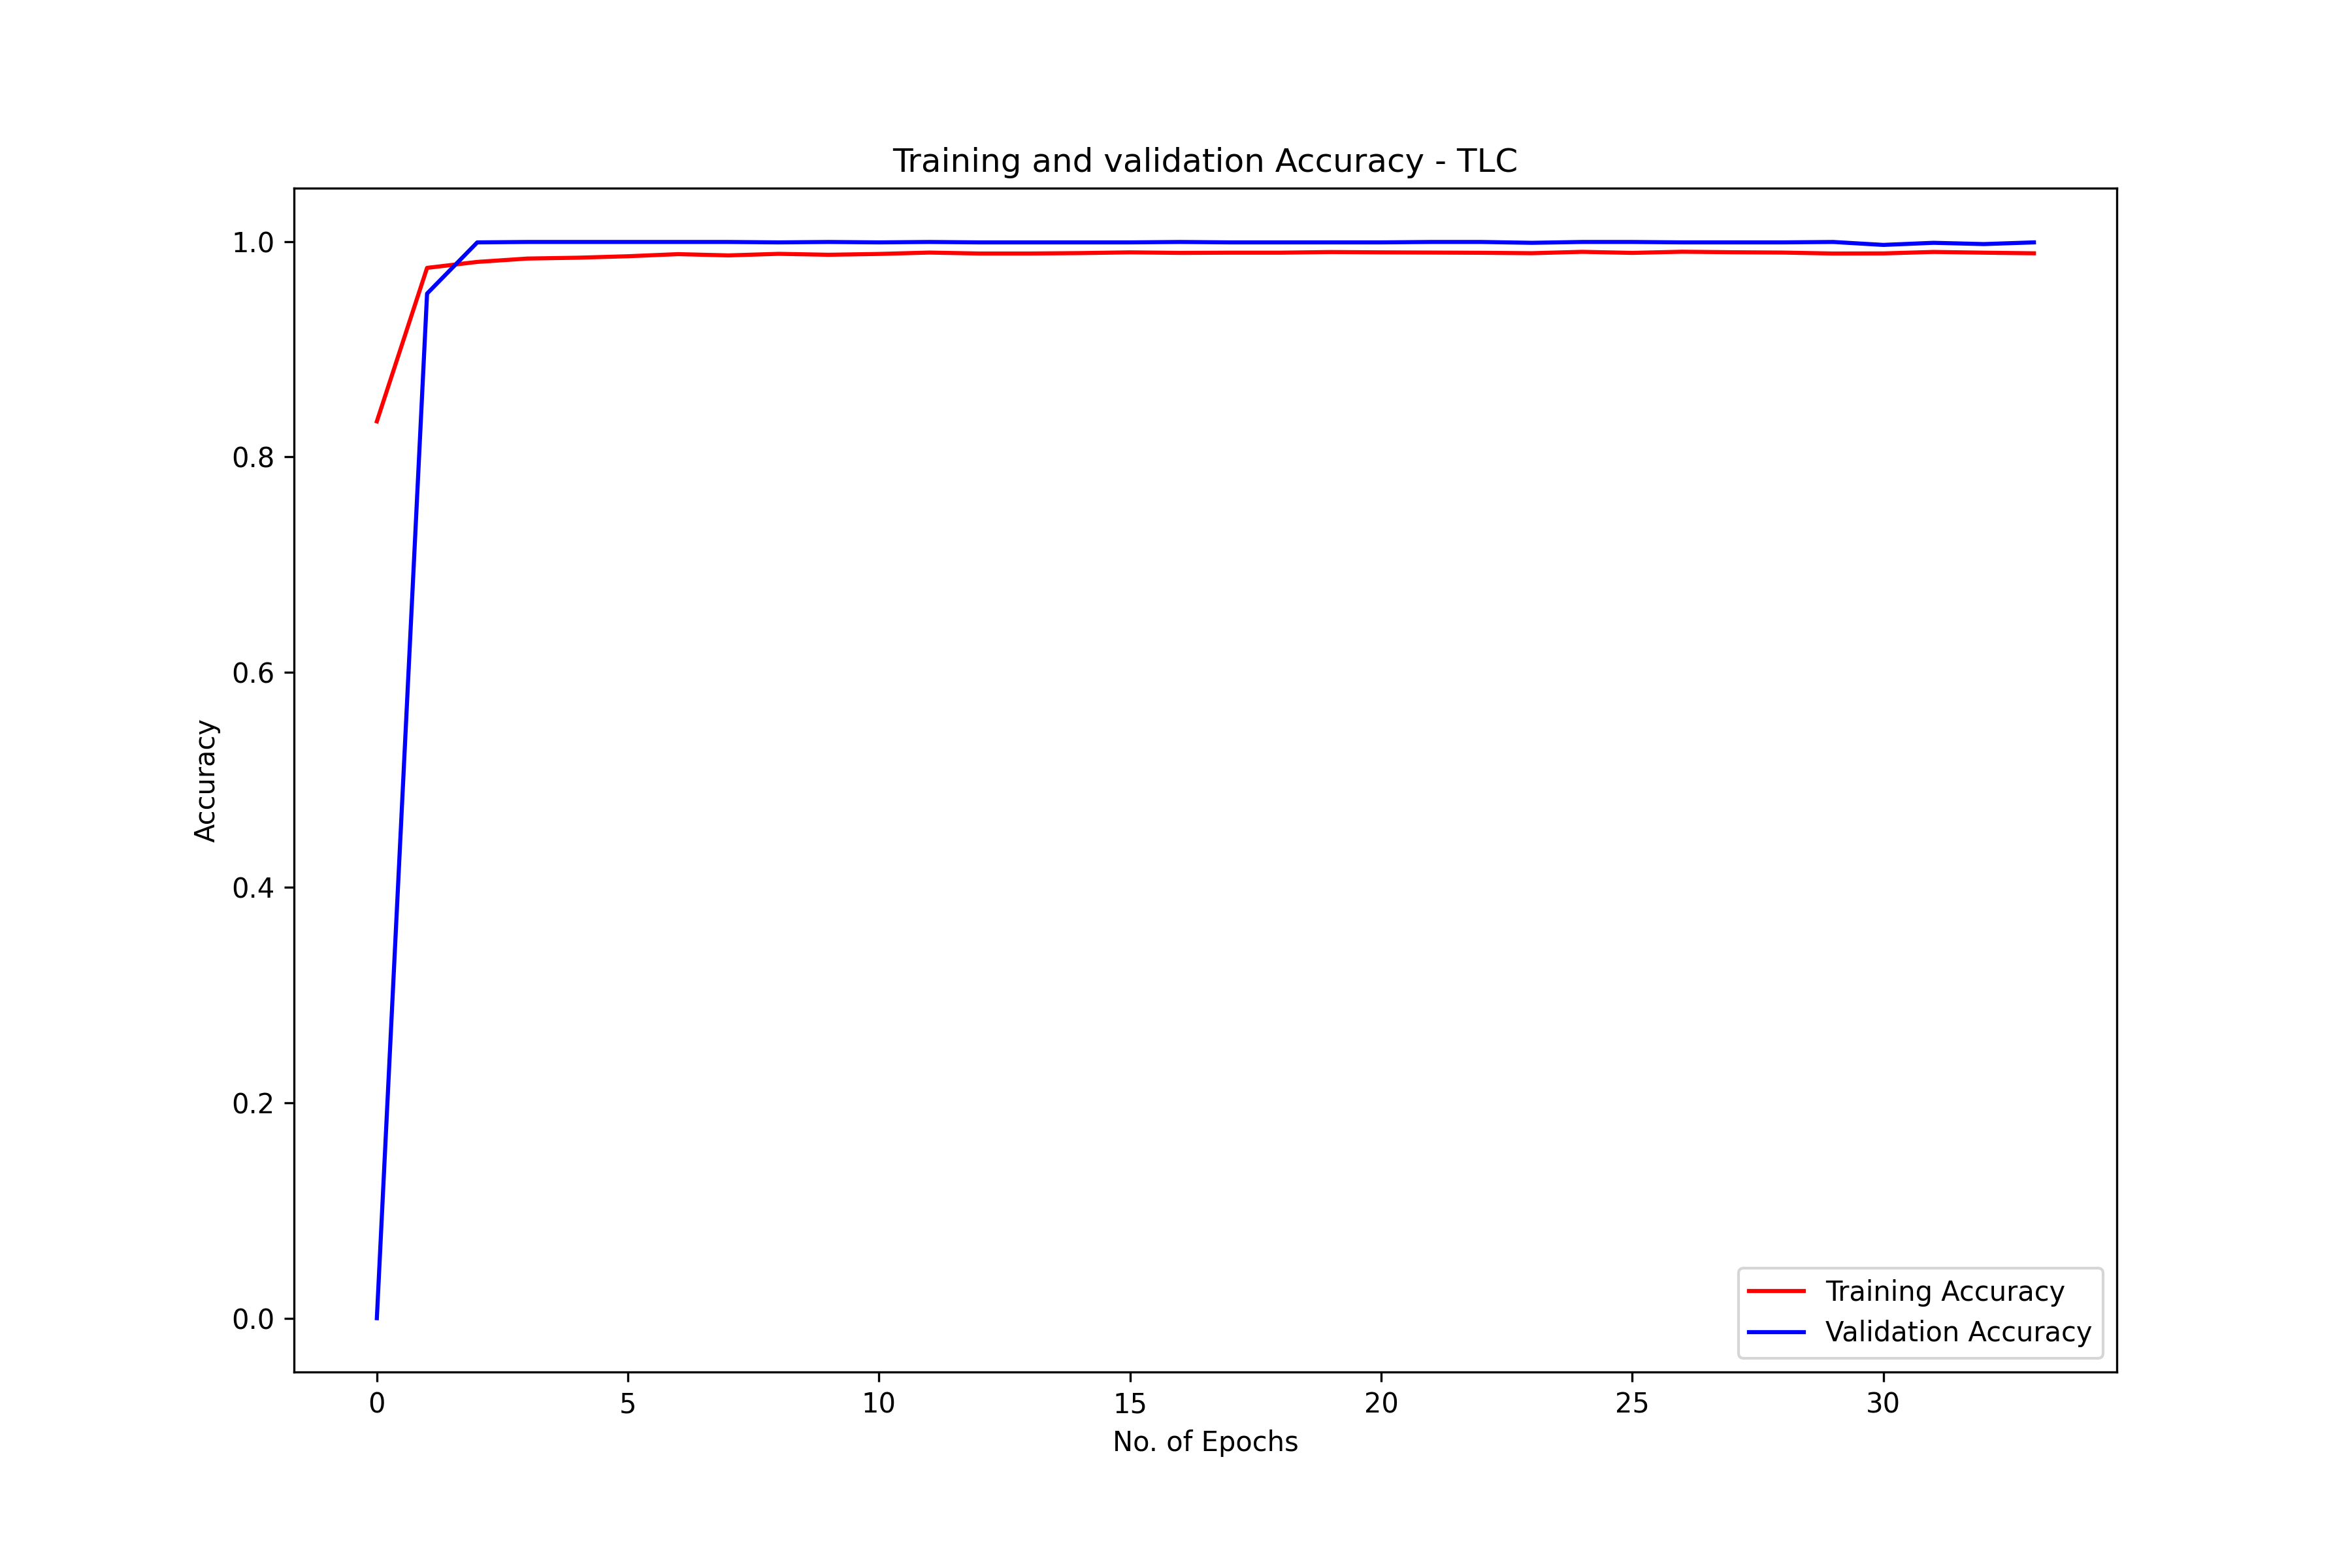 Training and validation Accuracy - TLC
1.0
0.8
0.6
0.4
0.2
0.0
Accuracy
0 5 10 15 20 25 30
No. of Epochs
Training Accuracy
Validation Accuracy